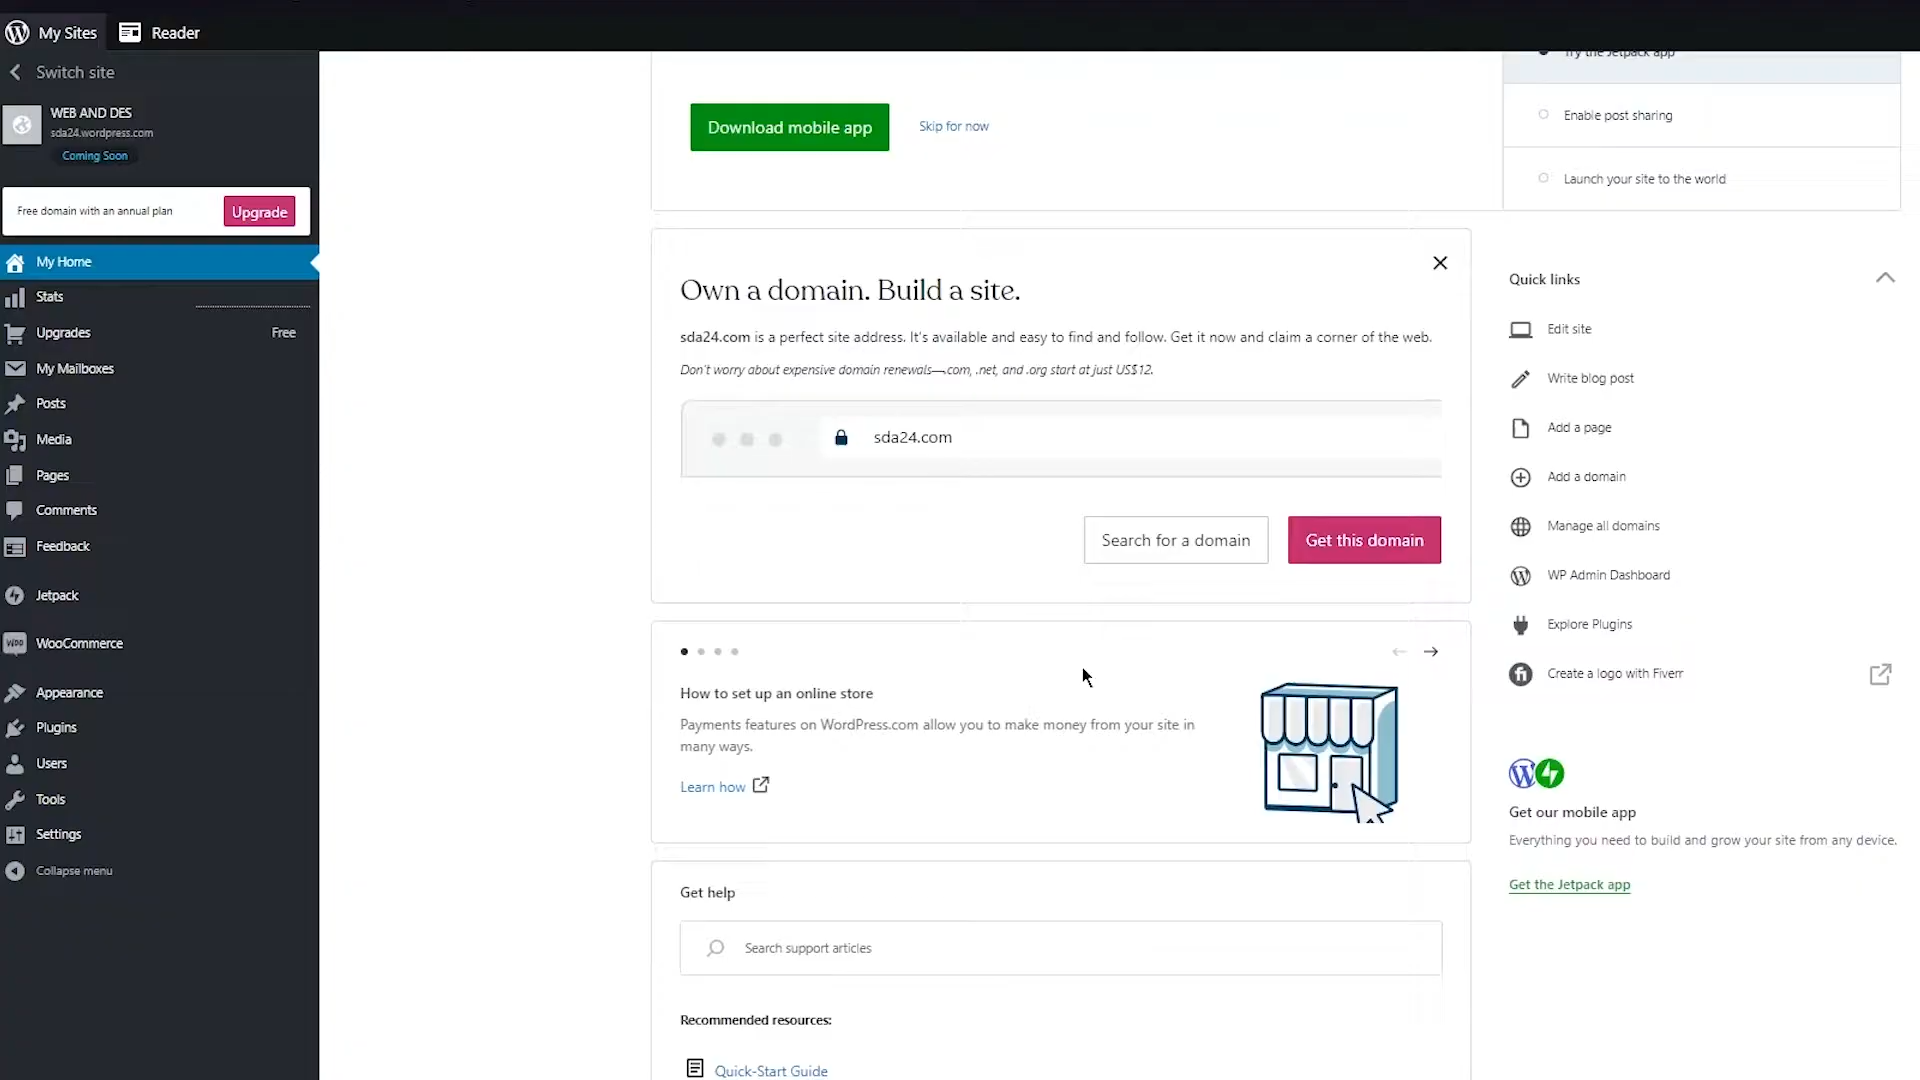 My Sites
Reader
Switch site
WEB AND DES
sda24.wordpress.com
Coming Soon
Free domain with an annual plan
Upgrade
My Home
Stats
Upgrades
Free
My Mailboxes
Posts
Media
Pages
Comments
Feedback
Jetpack
WOO
WooCommerce
Appearance
Plugins
Users
Tools
Settings
Collapse menu
Download mobile app
Skip for now
Own a domain. Build a site.
sda24.com is a perfect site address. It's available and easy to find and follow. Get it now and claim a corner of the web.
Don't worry about expensive domain renewals—.com, .net, and .org start at just US$12.
sda24.com
Search for a domain
Get this domain
How to set up an online store
Payments features on WordPress.com allow you to make money from your site in
many ways.
Learn how
Get help
Search support articles
Recommended resources:
Quick-Start Guide
Try the Jetpack app
Enable post sharing
Launch your site to the world
Quick links
Edit site
Write blog post
Add a page
Add a domain
Manage all domains
WP Admin Dashboard
Explore Plugins
fi
Create a logo with Fiverr
Get our mobile app
Everything you need to build and grow your site from any device.
Get the Jetpack app